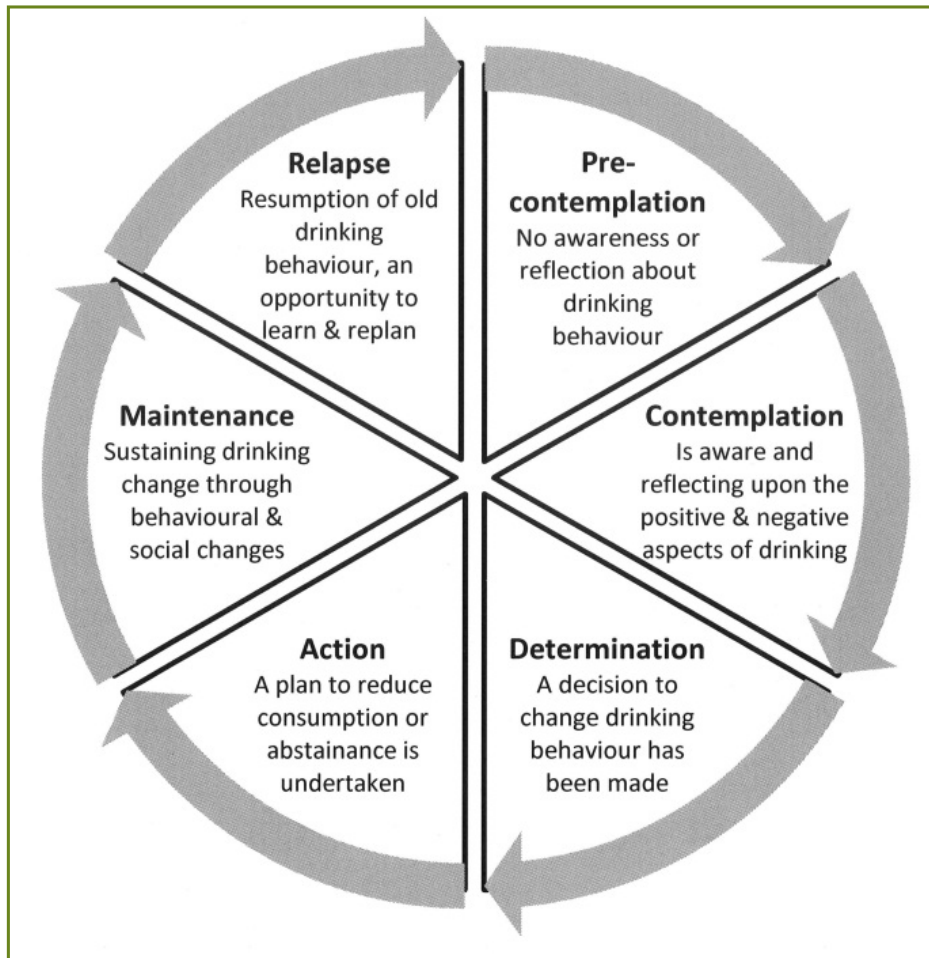 Relapse
Resumption of old
drinking
behaviour, an
opportunity to
learn & replan
Pre-
contemplation
No awareness or
reflection about
drinking
behaviour
Maintenance
Sustaining drinking
change through
behavioural &
social changes
Contemplation
Is aware and
reflecting upon the
positive & negative
aspects of drinking
Action
A plan to reduce
consumption or
abstainance is
undertaken
Determination
A decision to
change drinking
behaviour has
been made